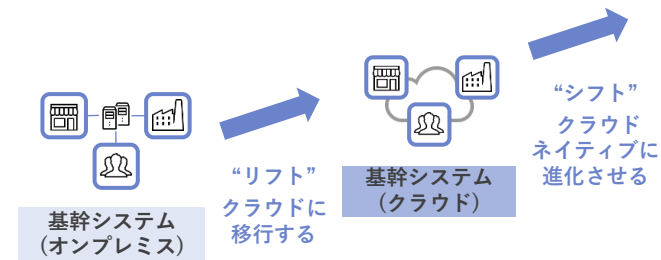 基幹システム
(オンプレミス)
“リフト”
クラウドに
移行する
基幹システム
(クラウド)
“シフト”
クラウド
ネイティブに
進化させる